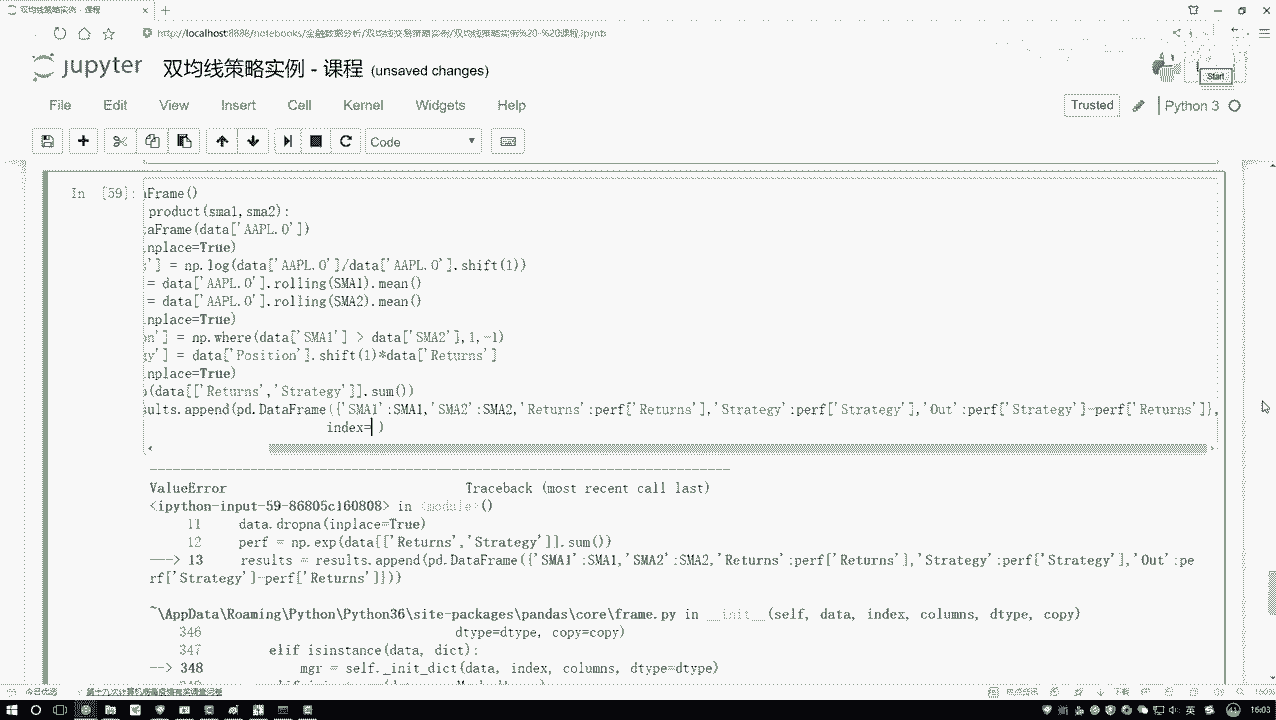 双均线策略实例 - 课程
http://localhost:8888/notebooks/金融数据分析/双均线交易策略实例/双均线策略实例%20-%20课程.ipynb
jupyter 双均线策略实例 - 课程 (unsaved changes)
Start
File Edit View Insert Cell Kernel Widgets Help Trusted Python 3
Code
In [59]: aFrame()
product(sma1,sma2):
aFrame(data['AAPL.O'])
nplace=True)
'] = np.log(data['AAPL.O']/data['AAPL.O'].shift(1))
= data['AAPL.O'].rolling(SMA1).mean()
= data['AAPL.O'].rolling(SMA2).mean()
nplace=True)
on'] = np.where(data['SMA1'] > data['SMA2'],1,-1)
gy'] = data['Position'].shift(1)*data['Returns']
nplace=True)
(data[['Returns','Strategy']].sum())
sults.append(pd.DataFrame({'SMA1':SMA1,'SMA2':SMA2,'Returns':perf['Returns'],'Strategy':perf['Strategy'],'Out':perf['Strategy']-perf['Returns']},
index= )
ValueError Traceback (most recent call last)
<ipython-input-59-86805c160808> in <module>()
11 data.dropna(inplace=True)
12 perf = np.exp(data[['Returns','Strategy']].sum())
---> 13 results = results.append(pd.DataFrame({'SMA1':SMA1,'SMA2':SMA2,'Returns':perf['Returns'],'Strategy':perf['Strategy'],'Out':pe
rf['Strategy']-perf['Returns']}))
~\AppData\Roaming\Python\Python36\site-packages\pandas\core\frame.py in __init__(self, data, index, columns, dtype, copy)
346 dtype=dtype, copy=copy)
347 elif isinstance(data, dict):
--> 348 mgr = self._init_dict(data, index, columns, dtype=dtype)
今日优选
英 16:03